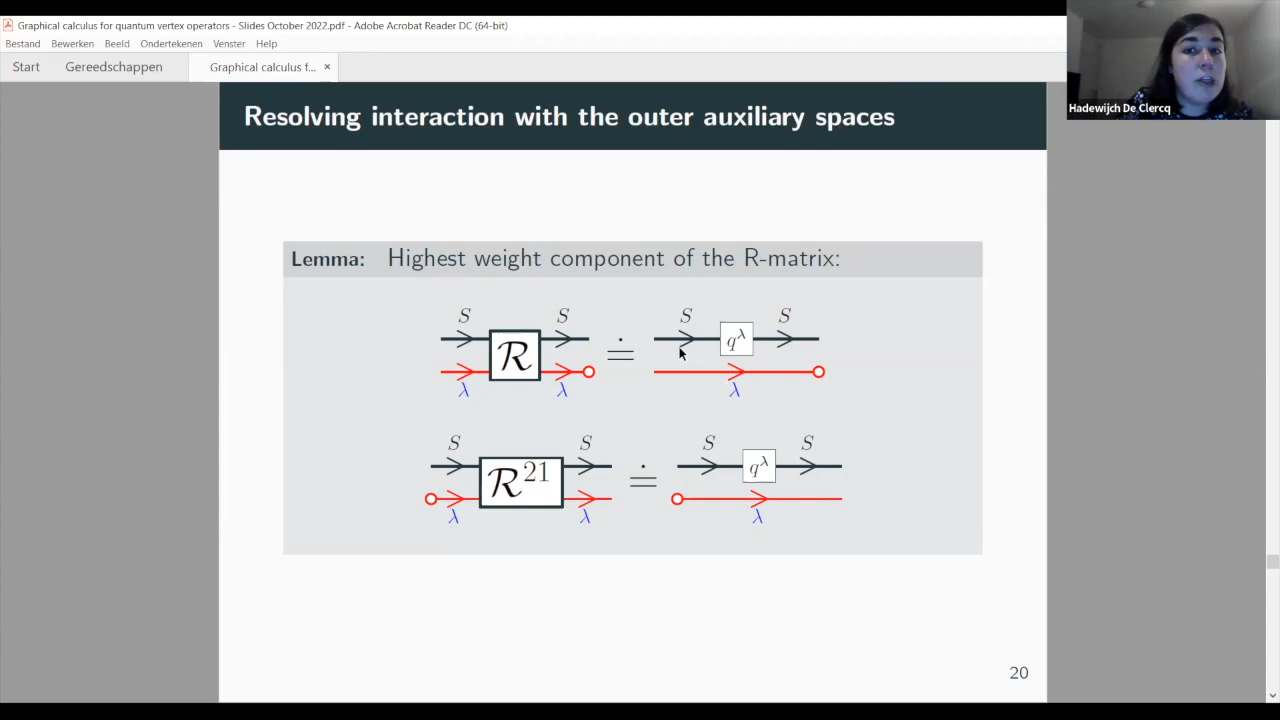 Graphical calculus for quantum vertex operators - Slides October 2022.pdf - Adobe Acrobat Reader DC (64-bit)
Bestand Bewerken Beeld Ondertekenen Venster Help
Start Gereedschappen Graphical calculus f... ×
Hadewijch De Clercq
Resolving interaction with the outer auxiliary spaces
Lemma: Highest weight component of the R-matrix:
S S S S
ℛ ≐ q^λ
λ λ λ
S S S S
ℛ^21 ≐ q^λ
λ λ λ
20